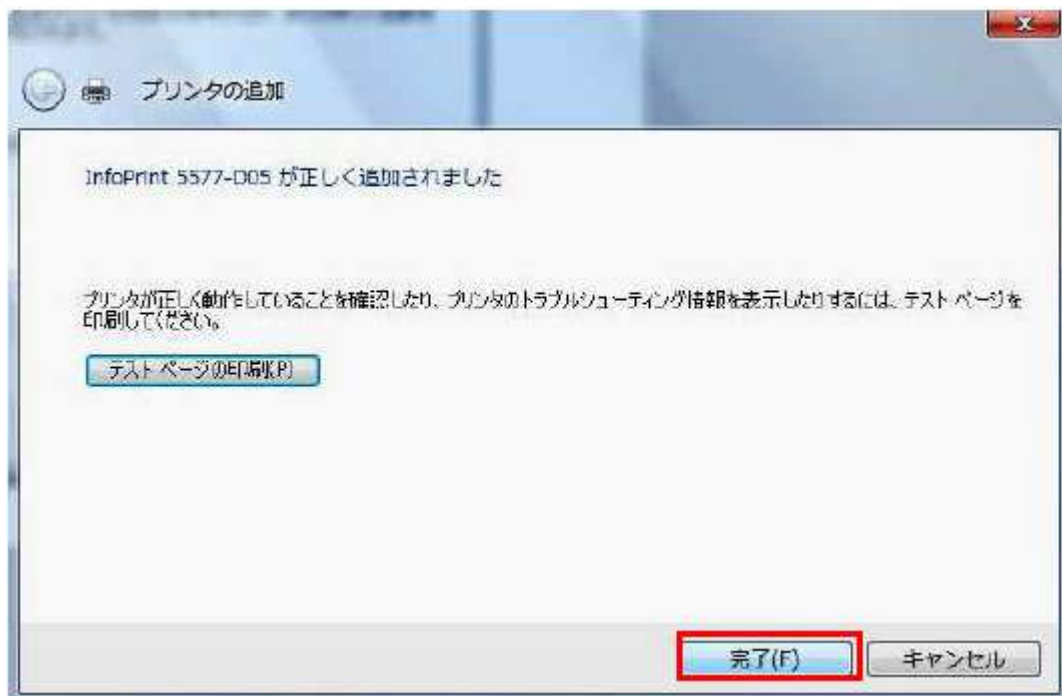 プリンタの追加
InfoPrint 5577-D05 が正しく追加されました
プリンタが正しく動作していることを確認したり、プリンタのトラブルシューティング情報を表示したりするには、テスト ページを
印刷してください。
テスト ページの印刷(P)
完了(F)
キャンセル